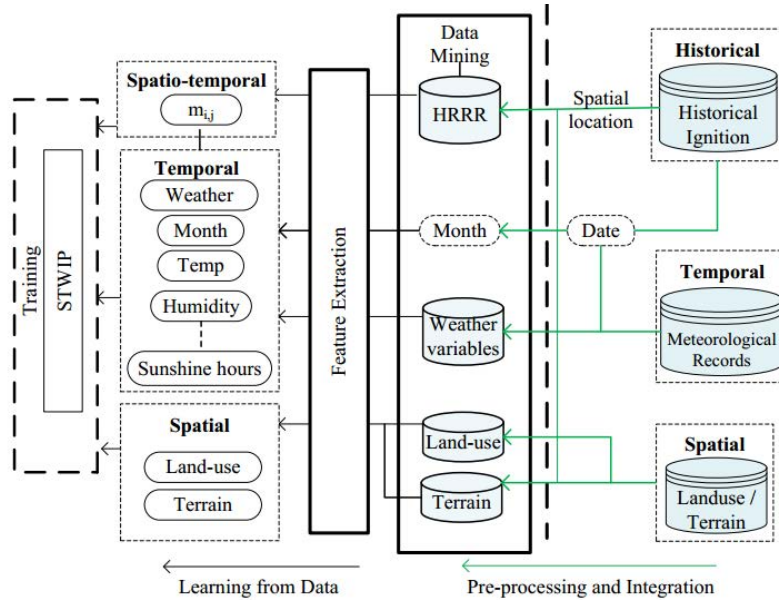 Data
Mining
HRRR
Month
Weather
variables
Land-use
Terrain
Historical
Historical
Ignition
Spatial
location
Date
Temporal
Meteorological
Records
Spatial
Landuse /
Terrain
Feature Extraction
Spatio-temporal
m_{i,j}
Temporal
Weather
Month
Temp
Humidity
Sunshine hours
Spatial
Land-use
Terrain
Training
STWIP
Learning from Data
Pre-processing and Integration